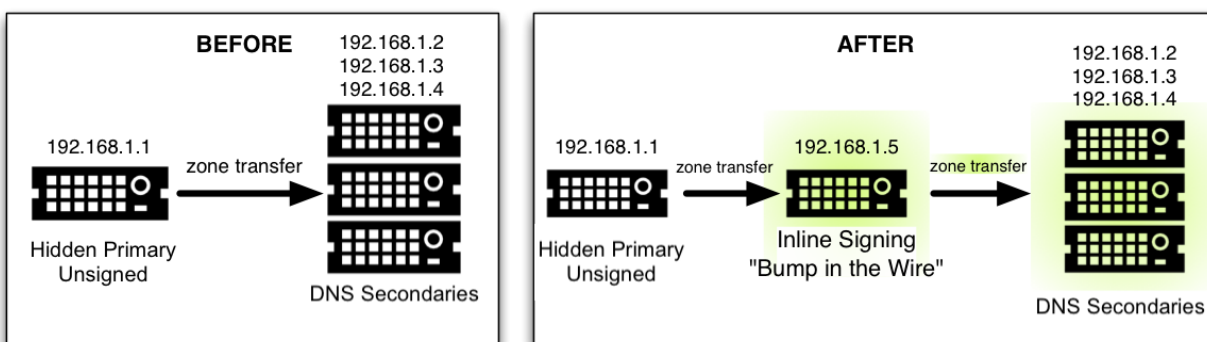 BEFORE
192.168.1.2
192.168.1.3
192.168.1.4
192.168.1.1
zone transfer
Hidden Primary
Unsigned
DNS Secondaries
AFTER
192.168.1.2
192.168.1.3
192.168.1.4
192.168.1.1
zone transfer
192.168.1.5
zone transfer
Hidden Primary
Unsigned
Inline Signing
"Bump in the Wire"
DNS Secondaries